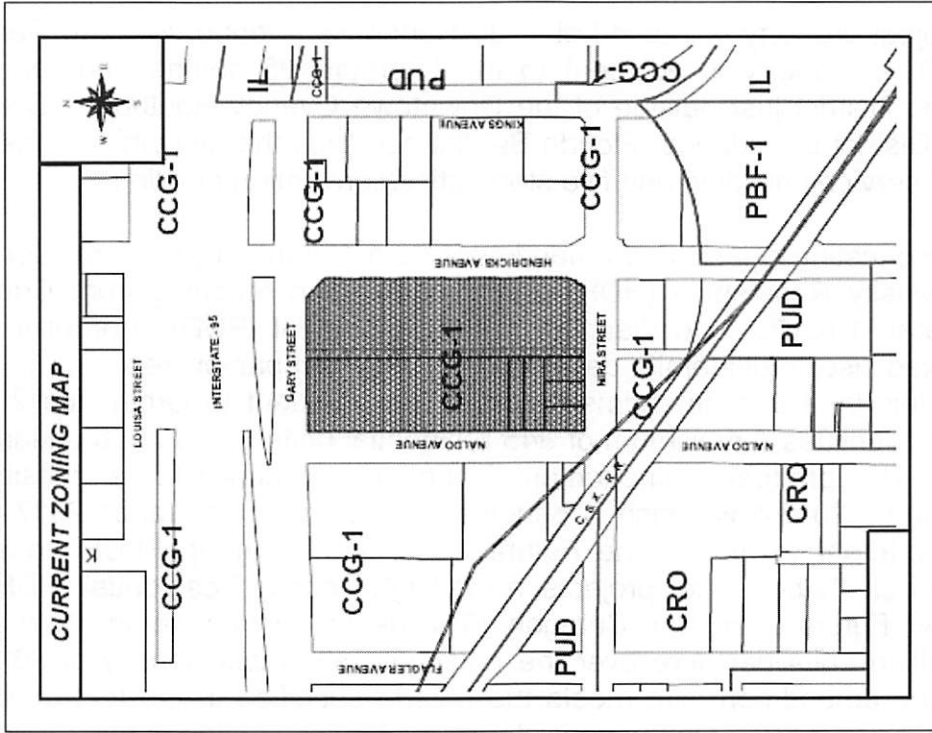 CURRENT ZONING MAP
N
W
E
S
K
LOUISA STREET
CCG-1
CCG-1
INTERSTATE - 95
IL
GARY STREET
CCG-1
CCG-1
CCG-1
FLAGLER AVENUE
NALDO AVENUE
CCG-1
HENDRICKS AVENUE
KINGS AVENUE
PUD
PUD
C.S.X. R.R.
NIRA STREET
CCG-1
CCG-1
CCG-1
CRO
NALDO AVENUE
CRO
PUD
PBF-1
IL